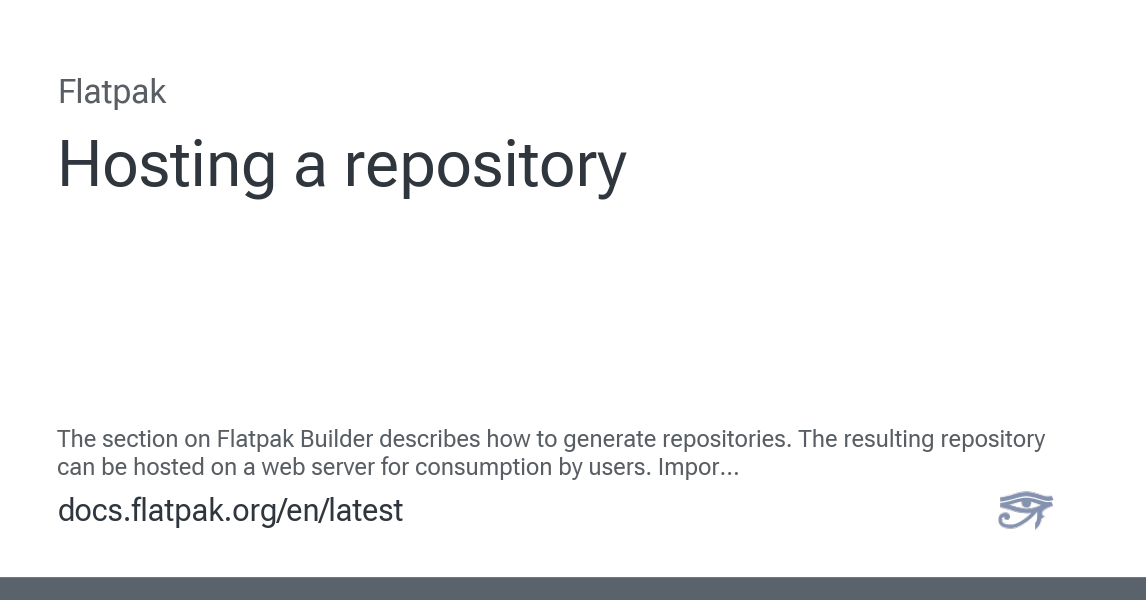 Flatpak
Hosting a repository
The section on Flatpak Builder describes how to generate repositories. The resulting repository
can be hosted on a web server for consumption by users. Impor...
docs.flatpak.org/en/latest